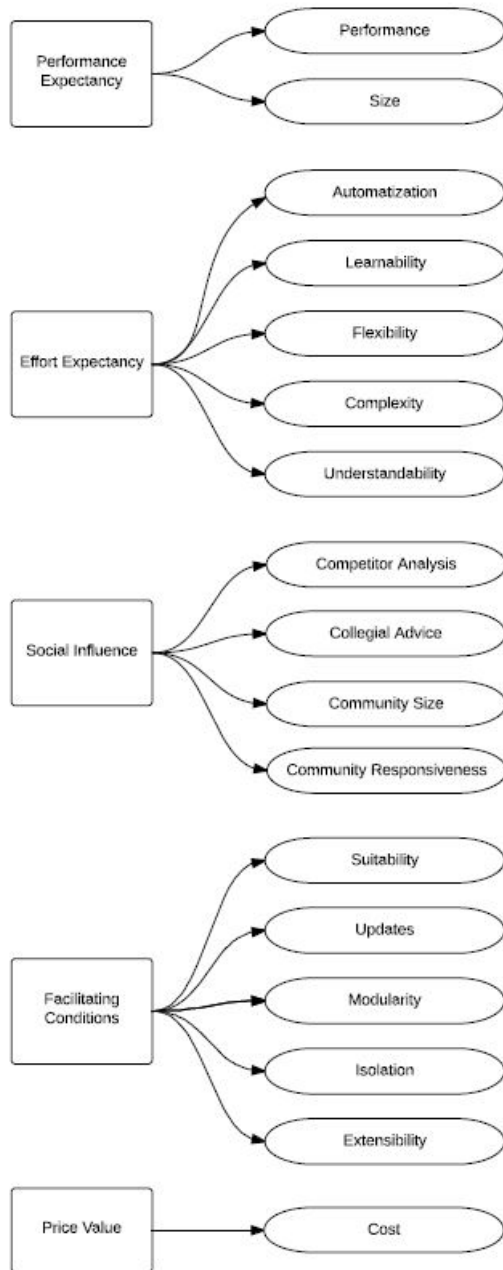 Performance
Expectancy
Performance
Size
Effort Expectancy
Automatization
Learnability
Flexibility
Complexity
Understandability
Social Influence
Competitor Analysis
Collegial Advice
Community Size
Community Responsiveness
Facilitating
Conditions
Suitability
Updates
Modularity
Isolation
Extensibility
Price Value
Cost